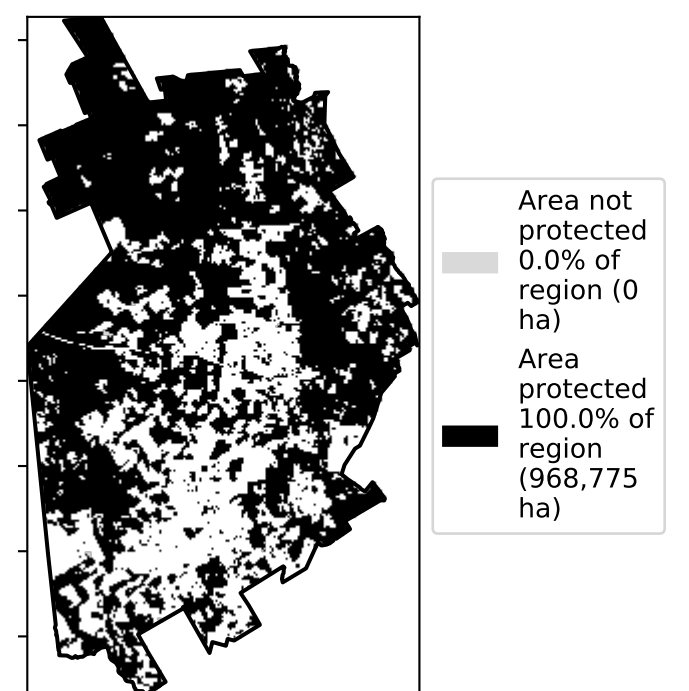 Area not
protected
0.0% of
region (0
ha)
Area
protected
100.0% of
region
(968,775
ha)